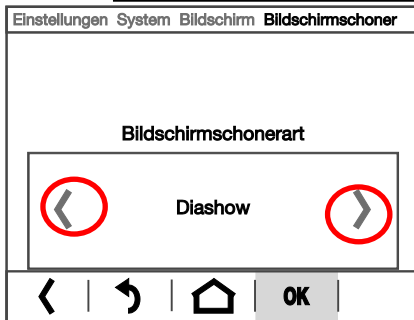 Einstellungen System Bildschirm Bildschirmschoner
Bildschirmschonerart
Diashow
OK